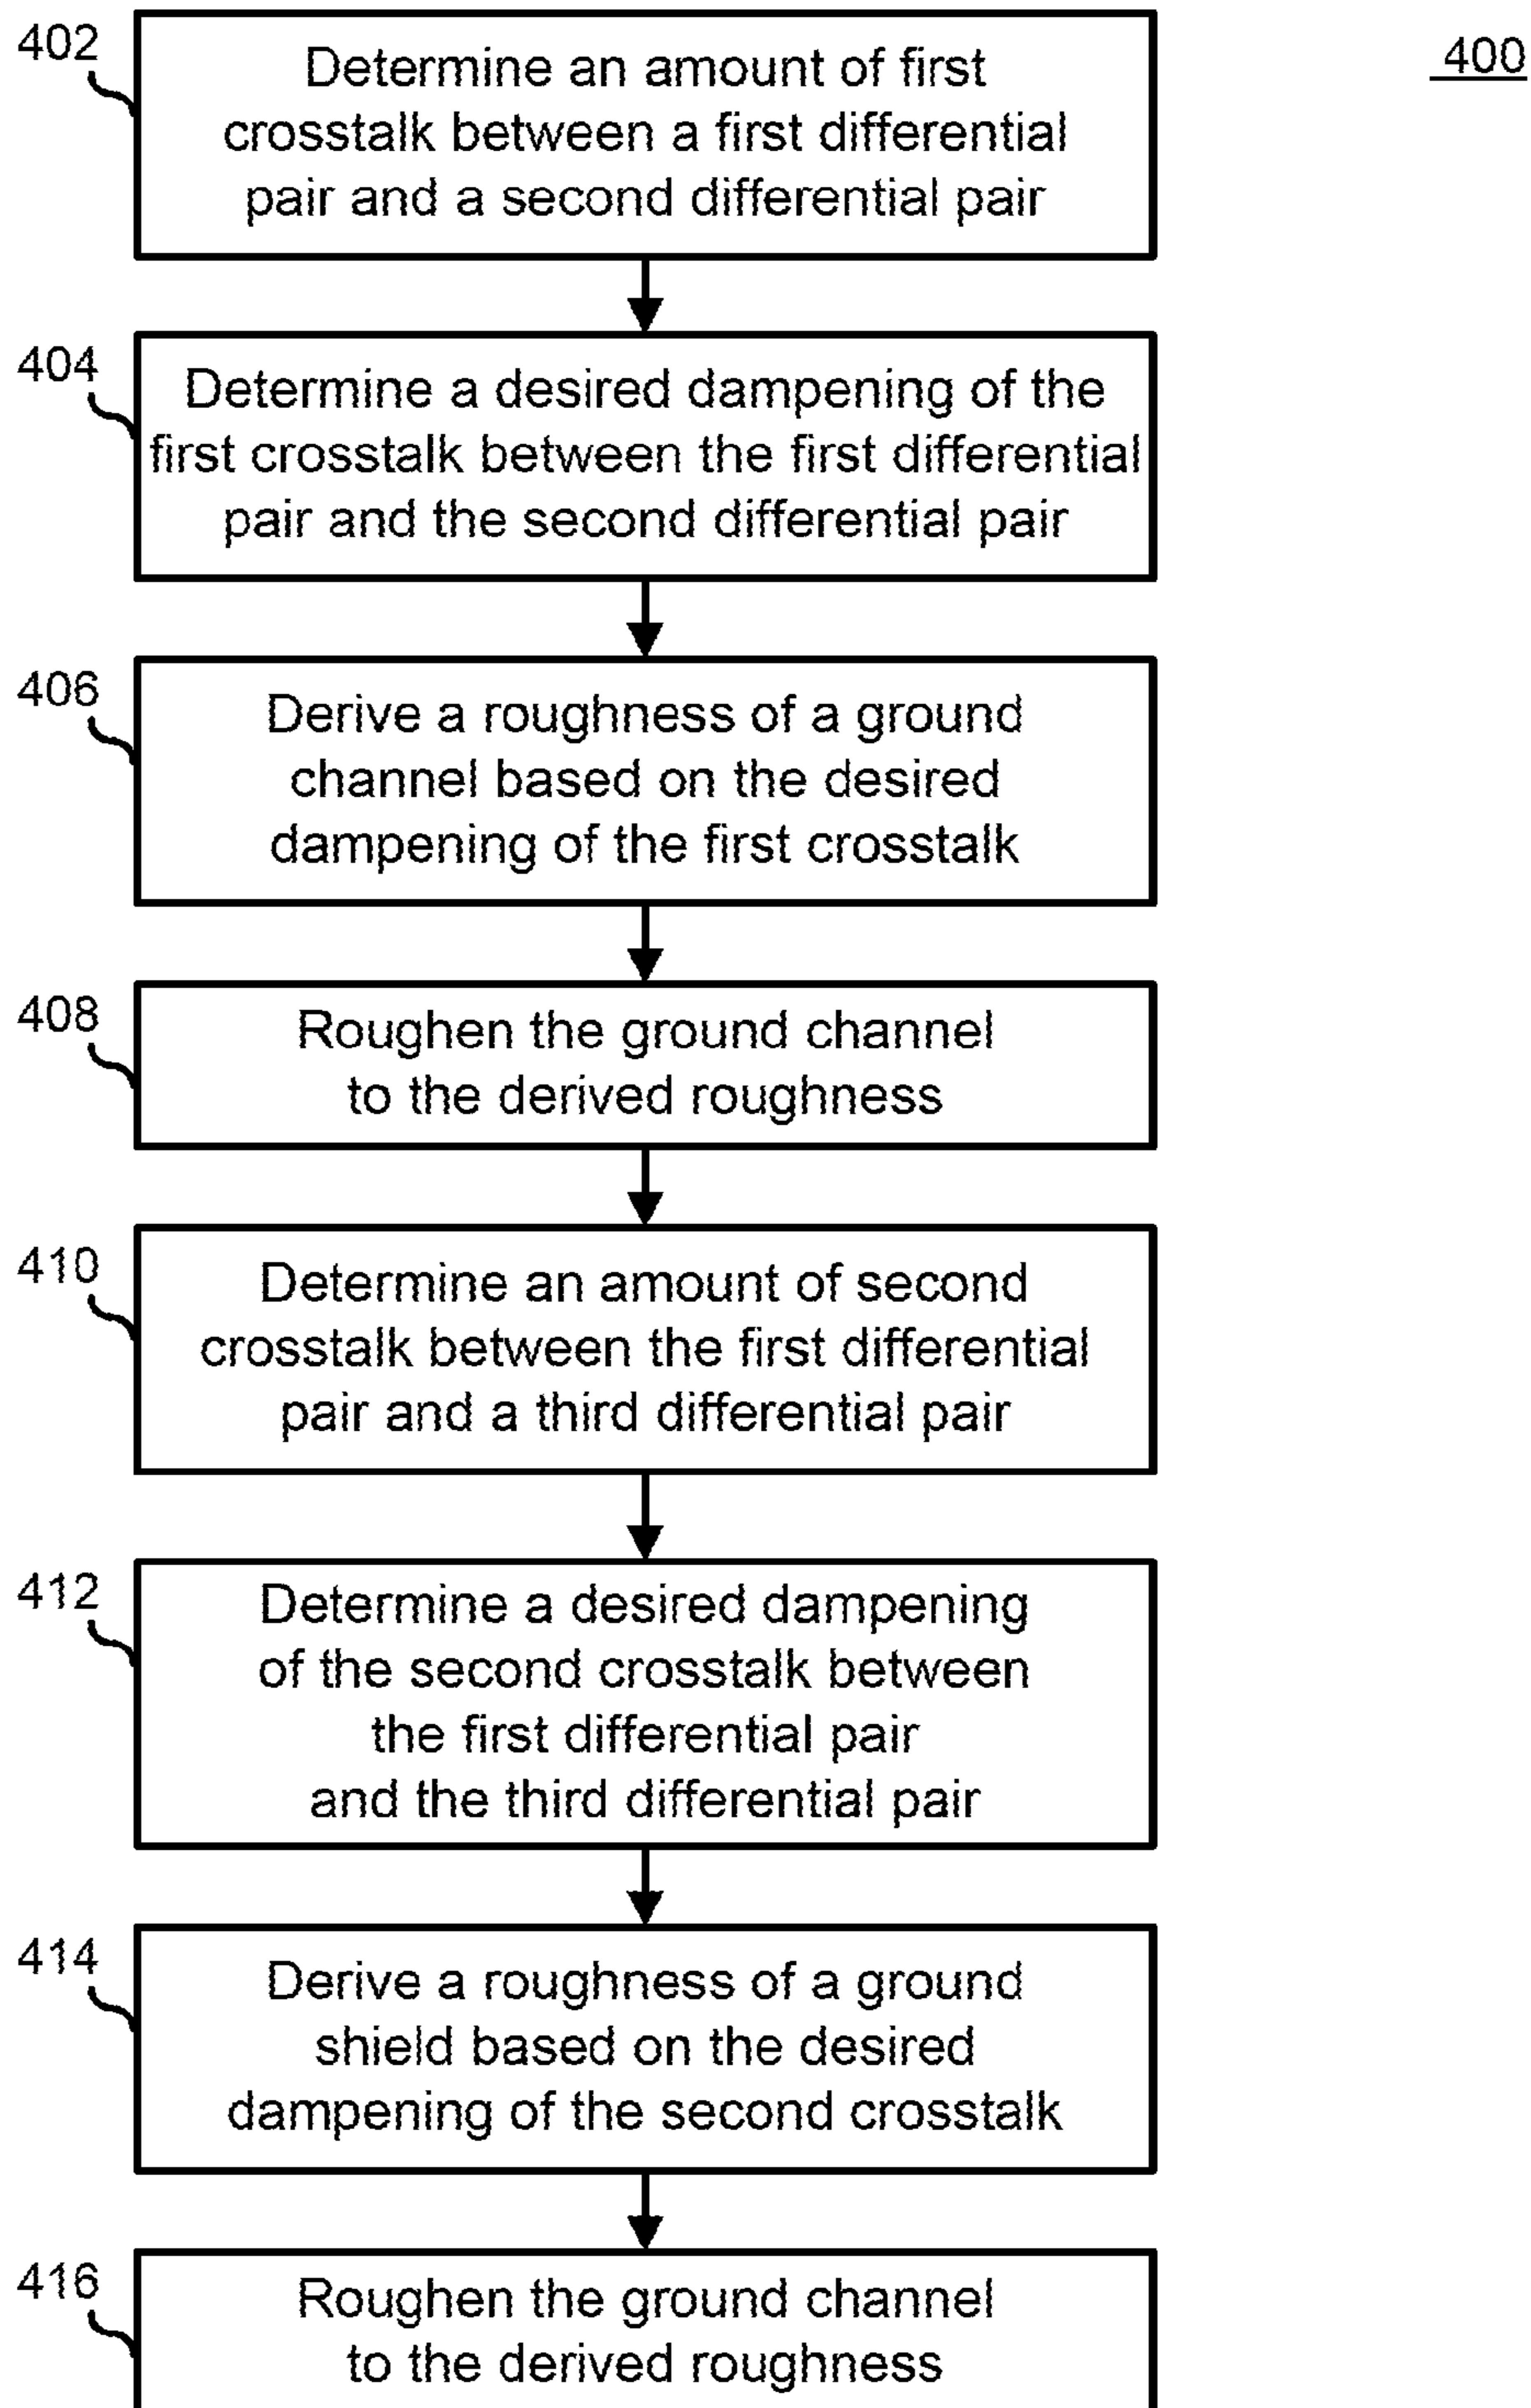 400
402
Determine an amount of first
crosstalk between a first differential
pair and a second differential pair
404
Determine a desired dampening of the
first crosstalk between the first differential
pair and the second differential pair
406
Derive a roughness of a ground
channel based on the desired
dampening of the first crosstalk
408
Roughen the ground channel
to the derived roughness
410
Determine an amount of second
crosstalk between the first differential
pair and a third differential pair
412
Determine a desired dampening
of the second crosstalk between
the first differential pair
and the third differential pair
414
Derive a roughness of a ground
shield based on the desired
dampening of the second crosstalk
416
Roughen the ground channel
to the derived roughness